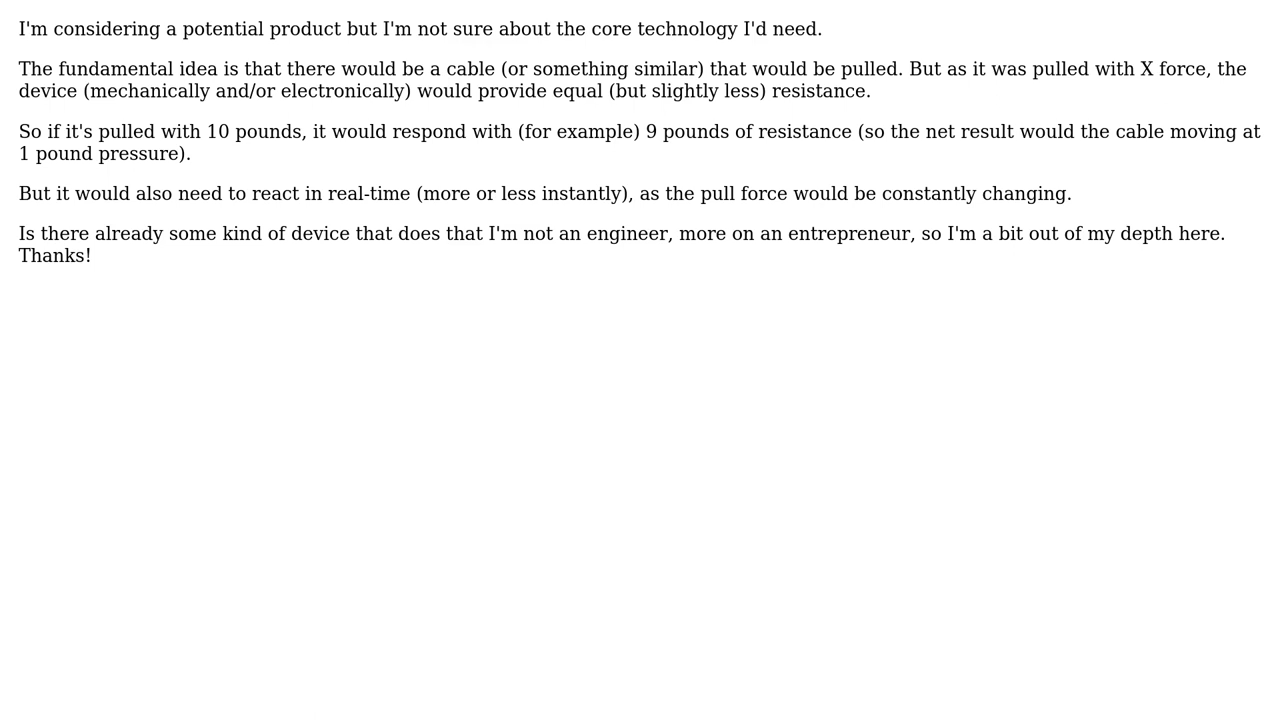 I'm considering a potential product but I'm not sure about the core technology I'd need.
The fundamental idea is that there would be a cable (or something similar) that would be pulled. But as it was pulled with X force, the
device (mechanically and/or electronically) would provide equal (but slightly less) resistance.
So if it's pulled with 10 pounds, it would respond with (for example) 9 pounds of resistance (so the net result would the cable moving at
1 pound pressure).
But it would also need to react in real-time (more or less instantly), as the pull force would be constantly changing.
Is there already some kind of device that does that I'm not an engineer, more on an entrepreneur, so I'm a bit out of my depth here.
Thanks!